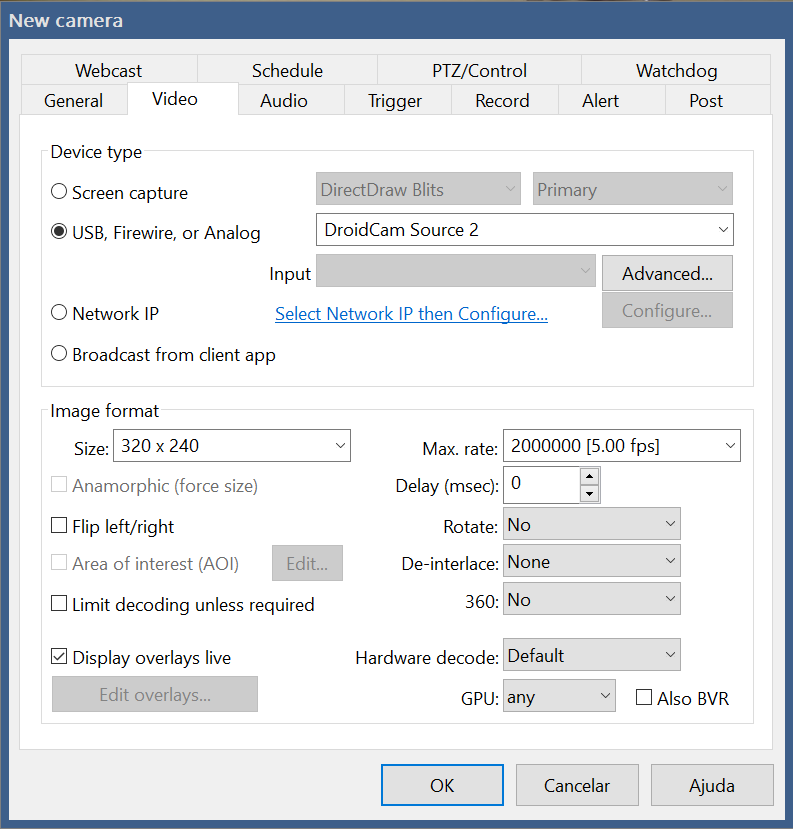 New camera
Webcast Schedule PTZ/Control Watchdog
General Video Audio Trigger Record Alert Post
Device type
Screen capture DirectDraw Blits Primary
USB, Firewire, or Analog DroidCam Source 2
Input Advanced...
Network IP Select Network IP then Configure... Configure...
Broadcast from client app
Image format
Size: 320 x 240 Max. rate: 2000000 [5.00 fps]
Anamorphic (force size) Delay (msec): 0
Flip left/right Rotate: No
Area of interest (AOI) Edit... De-interlace: None
Limit decoding unless required 360: No
Display overlays live Hardware decode: Default
Edit overlays... GPU: any Also BVR
OK Cancelar Ajuda